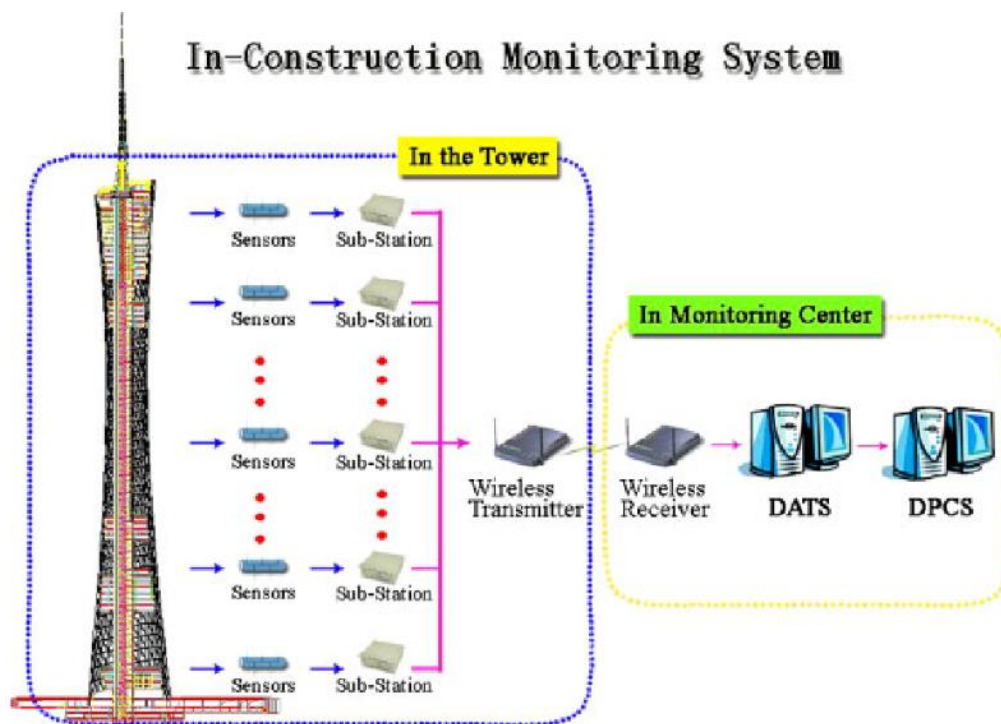 In-Construction Monitoring System
In the Tower
Sensors
Sub-Station
Sensors
Sub-Station
In Monitoring Center
Sensors
Sub-Station
Wireless
Transmitter
Wireless
Receiver
DATS
DPCS
Sensors
Sub-Station
Sensors
Sub-Station